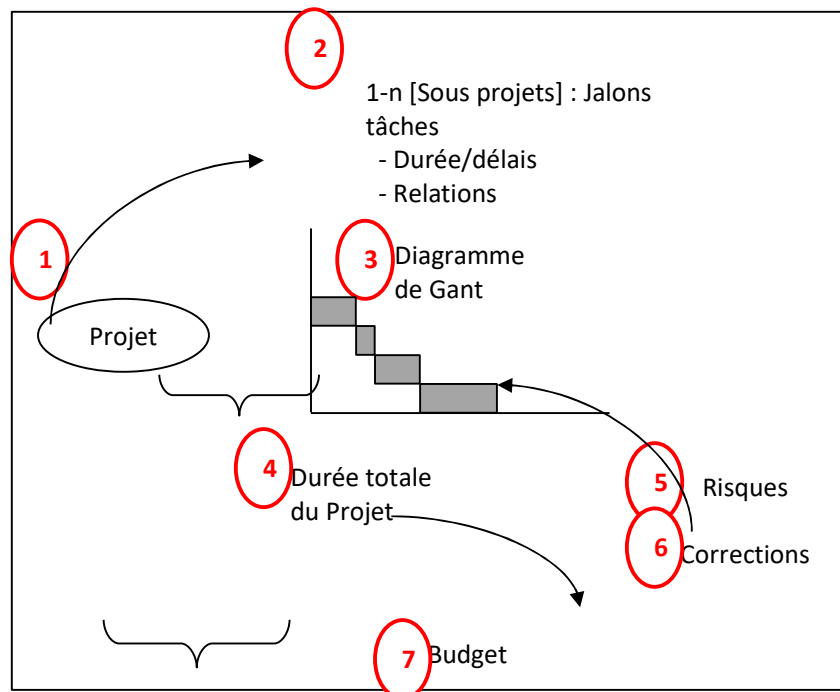 2
1-n [Sous projets] : Jalons
tâches
- Durée/délais
- Relations
1
3
Diagramme
de Gant
Projet
4
Durée totale
du Projet
5
Risques
6
Corrections
7
Budget